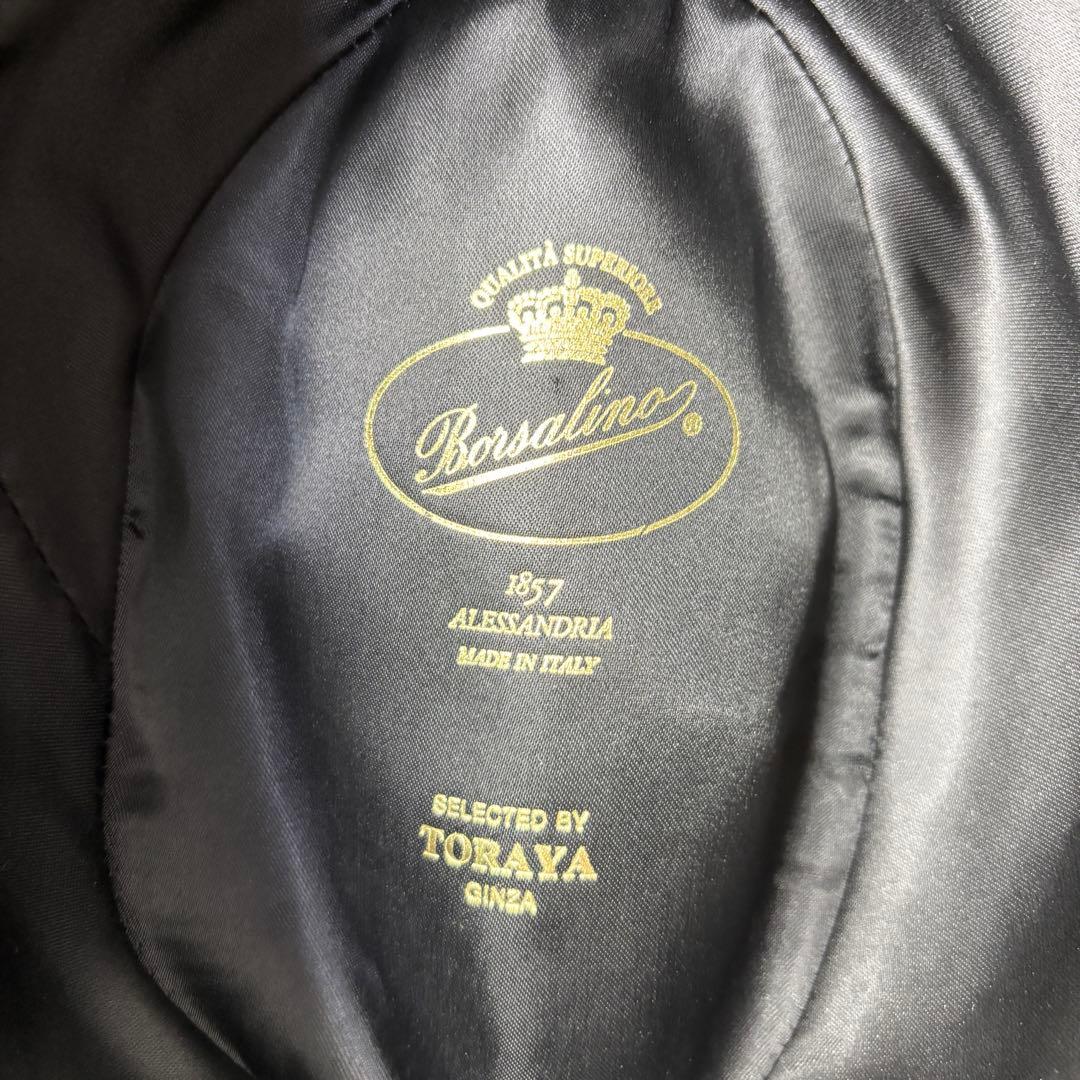 QUALITÀ SUPERIORE
Borsalino®
1857
ALESSANDRIA
MADE IN ITALY
SELECTED BY
TORAYA
GINZA